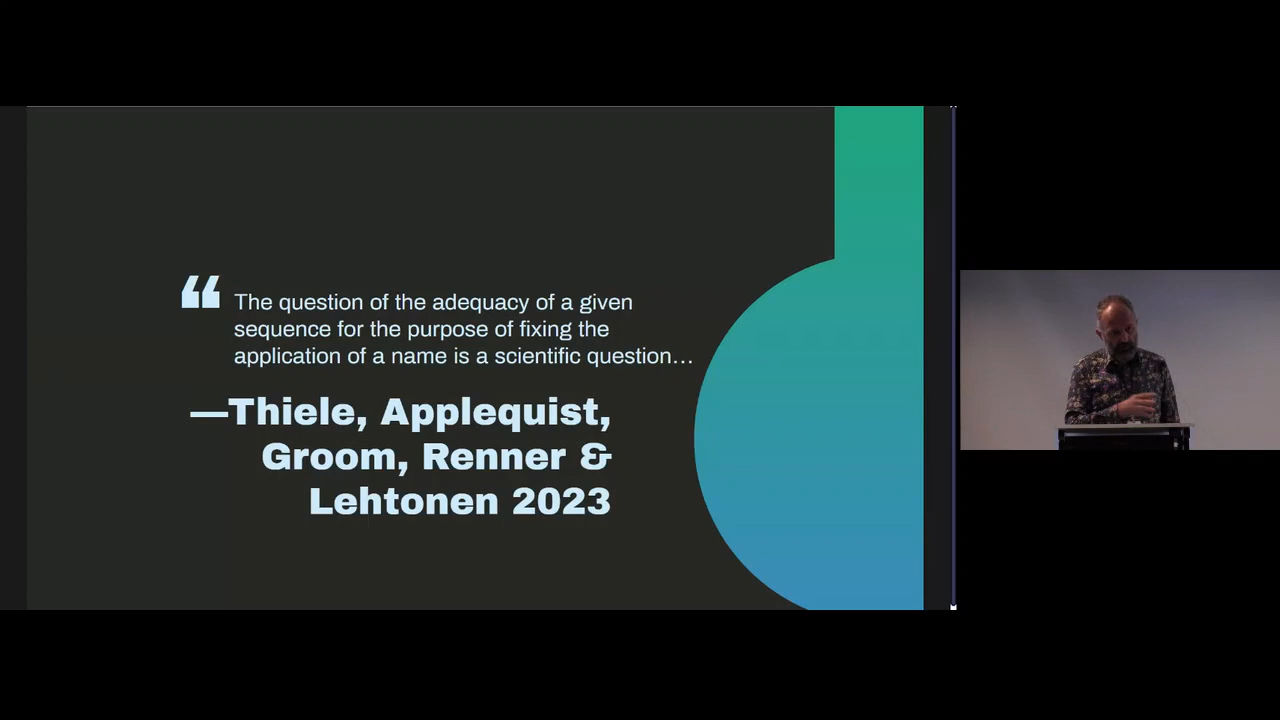 “ The question of the adequacy of a given
sequence for the purpose of fixing the
application of a name is a scientific question…
—Thiele, Applequist,
Groom, Renner &
Lehtonen 2023